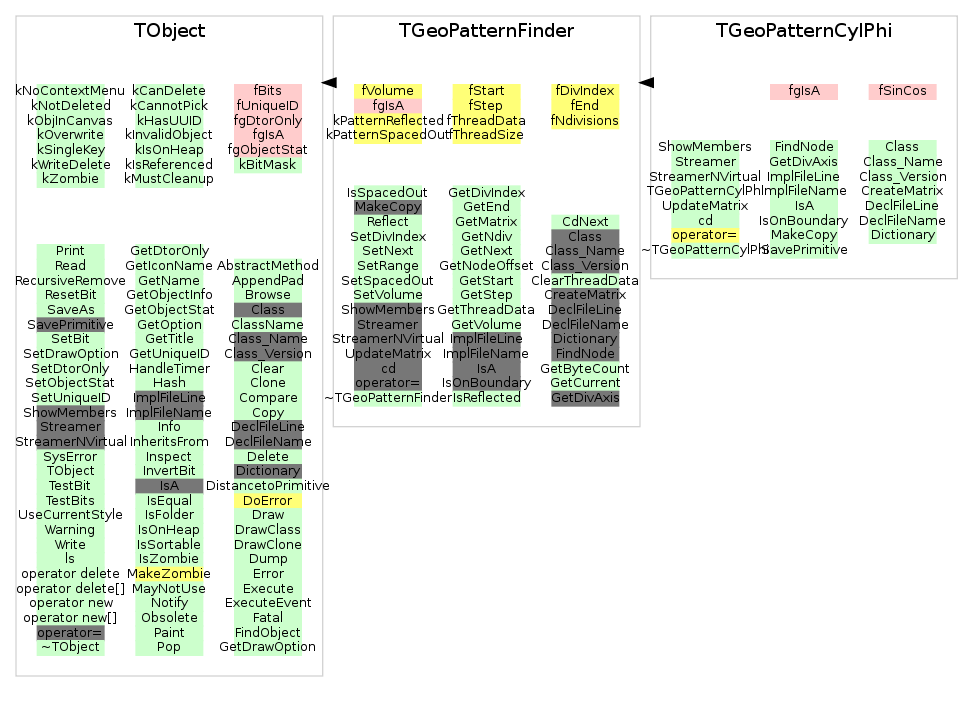 TObject
kNoContextMenu
kNotDeleted
kObjInCanvas
kOverwrite
kSingleKey
kWriteDelete
kZombie
kCanDelete
kCannotPick
kHasUUID
kInvalidObject
kIsOnHeap
kIsReferenced
kMustCleanup
fBits
fUniqueID
fgDtorOnly
fgIsA
fgObjectStat
kBitMask
Print
Read
RecursiveRemove
ResetBit
SaveAs
SavePrimitive
SetBit
SetDrawOption
SetDtorOnly
SetObjectStat
SetUniqueID
ShowMembers
Streamer
StreamerNVirtual
SysError
TObject
TestBit
TestBits
UseCurrentStyle
Warning
Write
ls
operator delete
operator delete[]
operator new
operator new[]
operator=
~TObject
GetDtorOnly
GetIconName
GetName
GetObjectInfo
GetObjectStat
GetOption
GetTitle
GetUniqueID
HandleTimer
Hash
ImplFileLine
ImplFileName
Info
InheritsFrom
Inspect
InvertBit
IsA
IsEqual
IsFolder
IsOnHeap
IsSortable
IsZombie
MakeZombie
MayNotUse
Notify
Obsolete
Paint
Pop
AbstractMethod
AppendPad
Browse
Class
ClassName
Class_Name
Class_Version
Clear
Clone
Compare
Copy
DeclFileLine
DeclFileName
Delete
Dictionary
DistancetoPrimitive
DoError
Draw
DrawClass
DrawClone
Dump
Error
Execute
ExecuteEvent
Fatal
FindObject
GetDrawOption
TGeoPatternFinder
fVolume
fgIsA
kPatternReflected
kPatternSpacedOut
fStart
fStep
fThreadData
fThreadSize
fDivIndex
fEnd
fNdivisions
IsSpacedOut
MakeCopy
Reflect
SetDivIndex
SetNext
SetRange
SetSpacedOut
SetVolume
ShowMembers
Streamer
StreamerNVirtual
UpdateMatrix
cd
operator=
~TGeoPatternFinder
GetDivIndex
GetEnd
GetMatrix
GetNdiv
GetNext
GetNodeOffset
GetStart
GetStep
GetThreadData
GetVolume
ImplFileLine
ImplFileName
IsA
IsOnBoundary
IsReflected
CdNext
Class
Class_Name
Class_Version
ClearThreadData
CreateMatrix
DeclFileLine
DeclFileName
Dictionary
FindNode
GetByteCount
GetCurrent
GetDivAxis
TGeoPatternCylPhi
fgIsA
fSinCos
ShowMembers
Streamer
StreamerNVirtual
TGeoPatternCylPhi
UpdateMatrix
cd
operator=
~TGeoPatternCylPhi
FindNode
GetDivAxis
ImplFileLine
ImplFileName
IsA
IsOnBoundary
MakeCopy
SavePrimitive
Class
Class_Name
Class_Version
CreateMatrix
DeclFileLine
DeclFileName
Dictionary